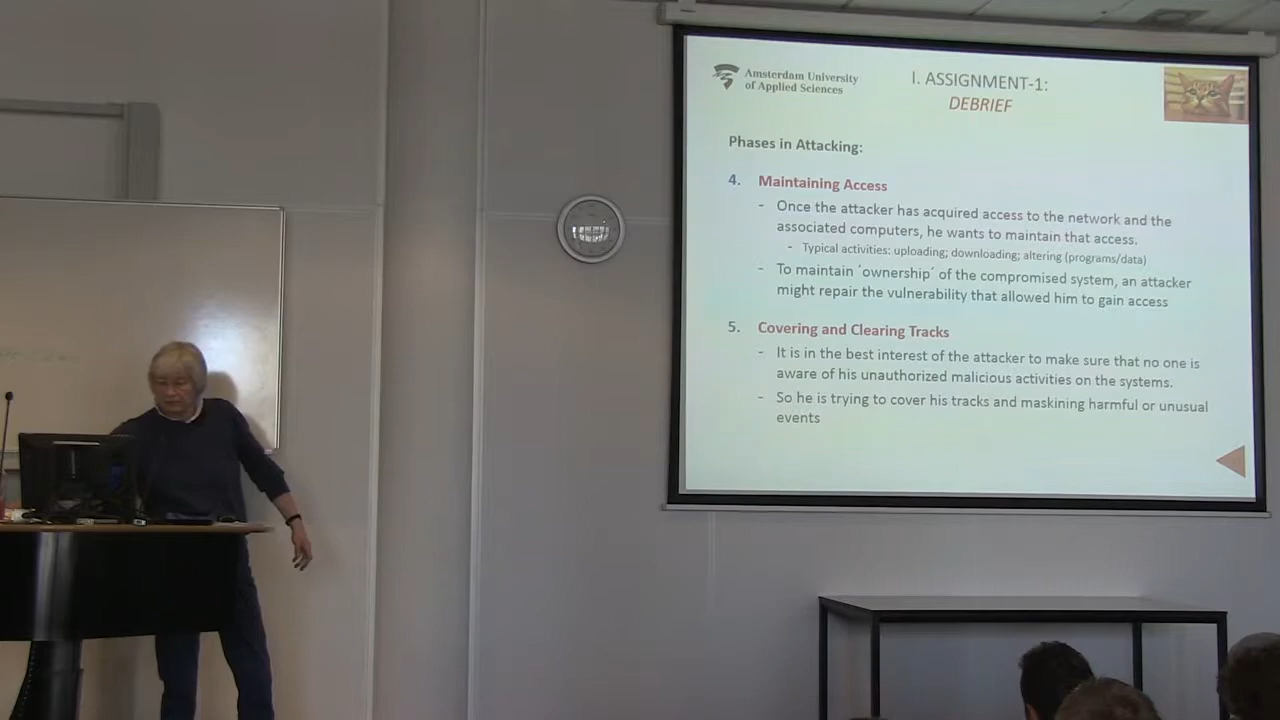 Amsterdam University
of Applied Sciences
I. ASSIGNMENT-1:
DEBRIEF
Phases in Attacking:
4. Maintaining Access
- Once the attacker has acquired access to the network and the
associated computers, he wants to maintain that access.
- Typical activities: uploading; downloading; altering (programs/data)
- To maintain ´ownership´ of the compromised system, an attacker
might repair the vulnerability that allowed him to gain access
5. Covering and Clearing Tracks
- It is in the best interest of the attacker to make sure that no one is
aware of his unauthorized malicious activities on the systems.
- So he is trying to cover his tracks and maskining harmful or unusual
events